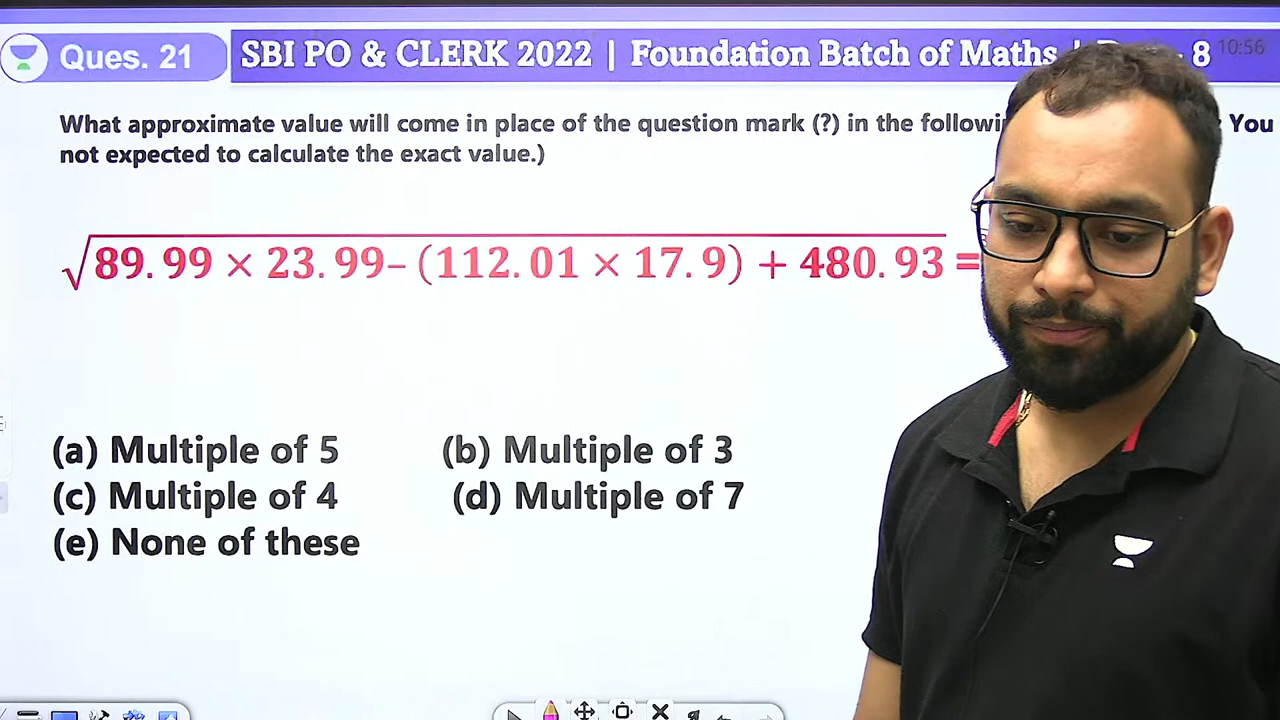 Ques. 21
SBI PO & CLERK 2022 | Foundation Batch of Maths | 8
10:56
What approximate value will come in place of the question mark (?) in the You
not expected to calculate the exact value.)
√89.99 × 23.99– (112.01 × 17.9) + 480.93 =
(a) Multiple of 5 (b) Multiple of 3
(c) Multiple of 4 (d) Multiple of 7
(e) None of these